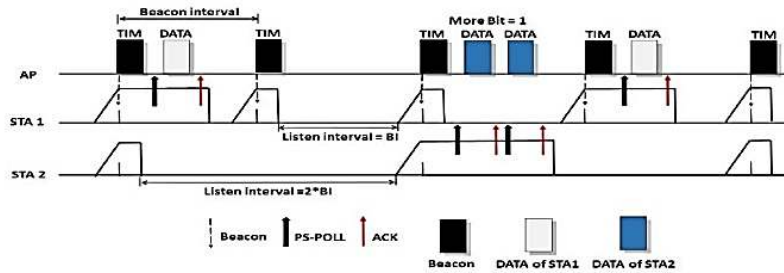 Beacon interval
More Bit = 1
TIM DATA TIM TIM DATA DATA TIM DATA TIM
AP
STA 1
Listen interval = BI
STA 2
Listen interval =2*BI
Beacon PS-POLL ACK Beacon DATA of STA1 DATA of STA2